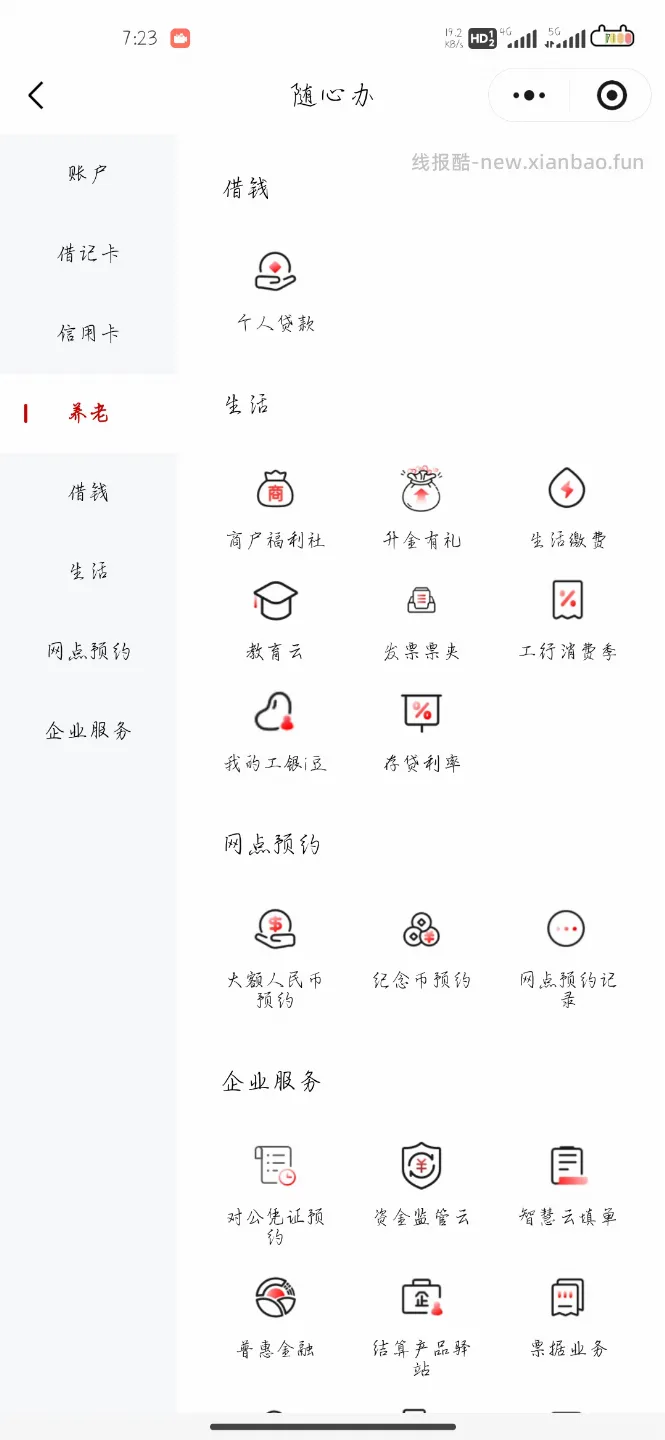 7:23
19.2
KB/s
HD 1 2
4G
5G
随心办
线报酷-new.xianbao.fun
账户
借记卡
信用卡
养老
借钱
生活
网点预约
企业服务
借钱
个人贷款
生活
商
商户福利社
升金有礼
生活缴费
教育云
发票票夹
%
工行消费季
我的工银i豆
%
存贷利率
网点预约
$
大额人民币
预约
¥
纪念币预约
网点预约记
录
企业服务
对公凭证预
约
¥
资金监管云
智慧云填单
普惠金融
企
结算产品驿
站
票据业务